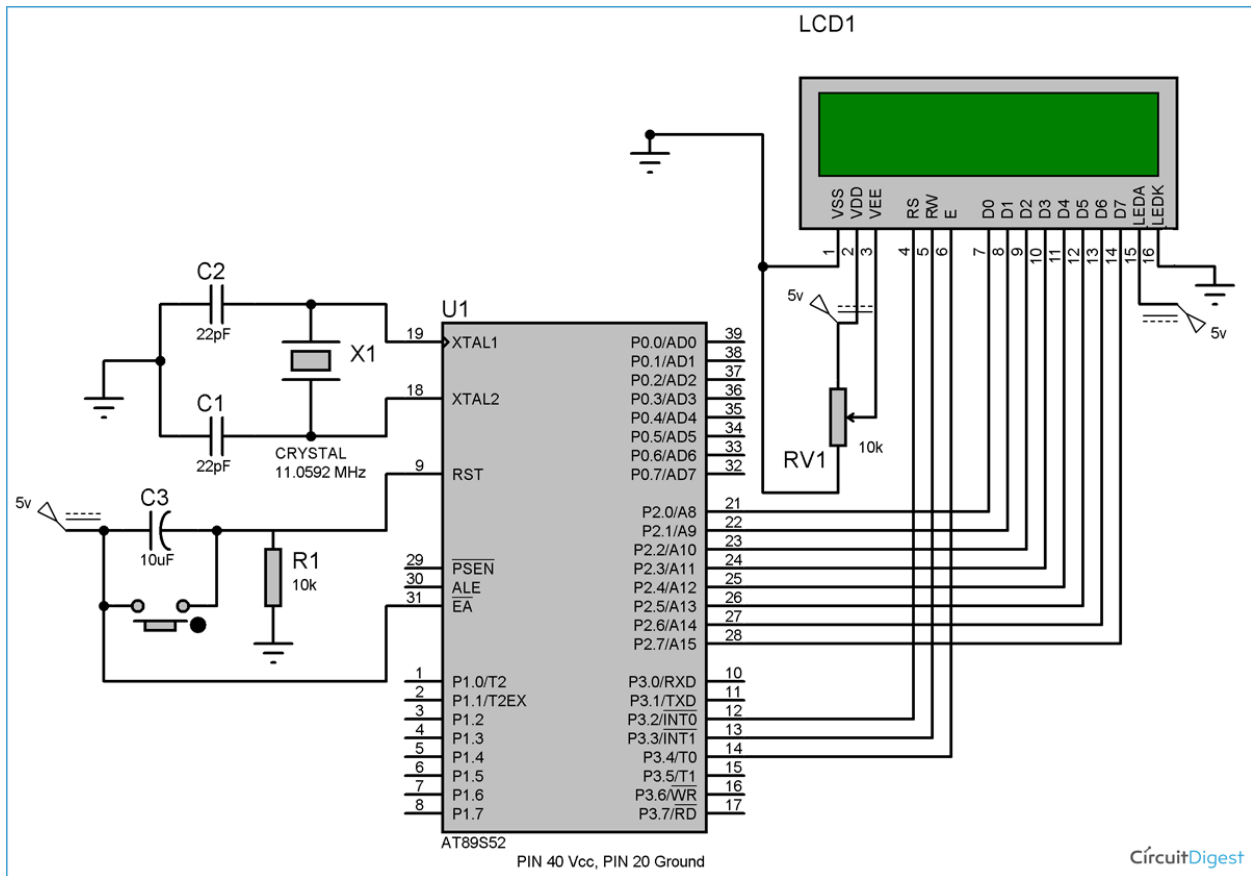 LCD1
VSS
VDD
VEE
RS
RW
E
D0
D1
D2
D3
D4
D5
D6
D7
LEDA
LEDK
1
2
3
4
5
6
7
8
9
10
11
12
13
14
15
16
5v
5v
RV1
10k
C2
22pF
X1
C1
22pF
CRYSTAL
11.0592 MHz
5v
C3
10uF
R1
10k
U1
19 XTAL1
18 XTAL2
9 RST
29 PSEN
30 ALE
31 EA
1 P1.0/T2
2 P1.1/T2EX
3 P1.2
4 P1.3
5 P1.4
6 P1.5
7 P1.6
8 P1.7
P0.0/AD0 39
P0.1/AD1 38
P0.2/AD2 37
P0.3/AD3 36
P0.4/AD4 35
P0.5/AD5 34
P0.6/AD6 33
P0.7/AD7 32
P2.0/A8 21
P2.1/A9 22
P2.2/A10 23
P2.3/A11 24
P2.4/A12 25
P2.5/A13 26
P2.6/A14 27
P2.7/A15 28
P3.0/RXD 10
P3.1/TXD 11
P3.2/INT0 12
P3.3/INT1 13
P3.4/T0 14
P3.5/T1 15
P3.6/WR 16
P3.7/RD 17
AT89S52
PIN 40 Vcc, PIN 20 Ground
CircuitDigest